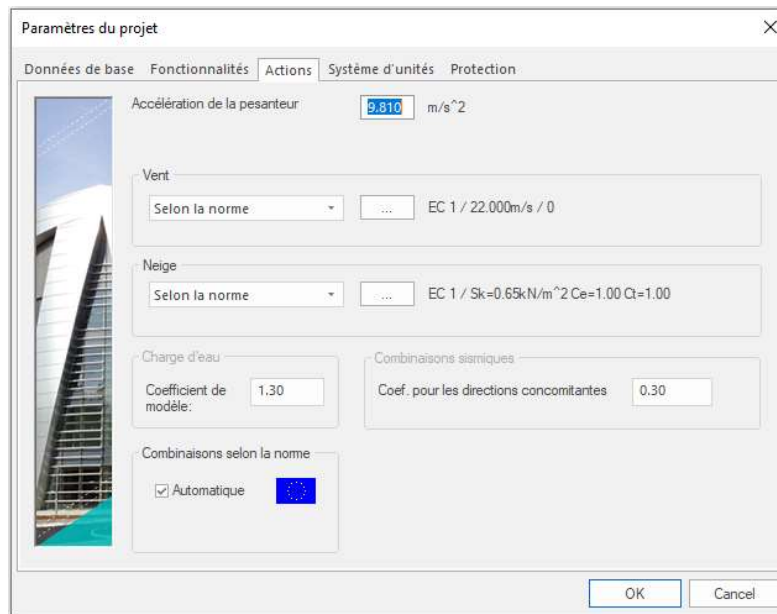 Paramètres du projet
Données de base Fonctionnalités Actions Système d'unités Protection
Accélération de la pesanteur 9.810 m/s^2
Vent
Selon la norme ... EC 1 / 22.000m/s / 0
Neige
Selon la norme ... EC 1 / Sk=0.65kN/m^2 Ce=1.00 Ct=1.00
Charge d'eau Combinaisons sismiques
Coefficient de 1.30 Coef. pour les directions concomitantes 0.30
modèle:
Combinaisons selon la norme
Automatique
OK Cancel